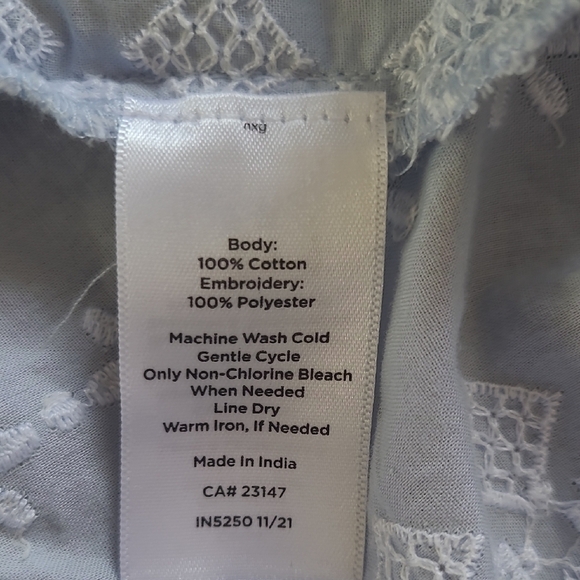 Body:
100% Cotton
Embroidery:
100% Polyester
Machine Wash Cold
Gentle Cycle
Only Non-Chlorine Bleach
When Needed
Line Dry
Warm Iron, If Needed
Made In India
CA# 23147
IN5250 11/21